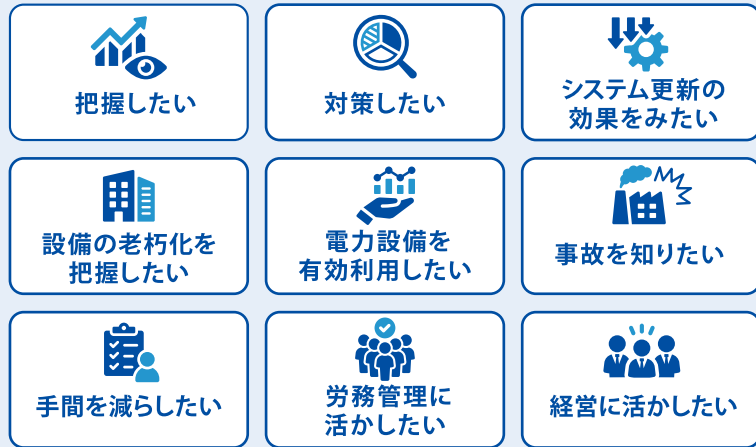 把握したい
対策したい
システム更新の
効果をみたい
設備の老朽化を
把握したい
電力設備を
有効利用したい
事故を知りたい
手間を減らしたい
労務管理に
活かしたい
経営に活かしたい